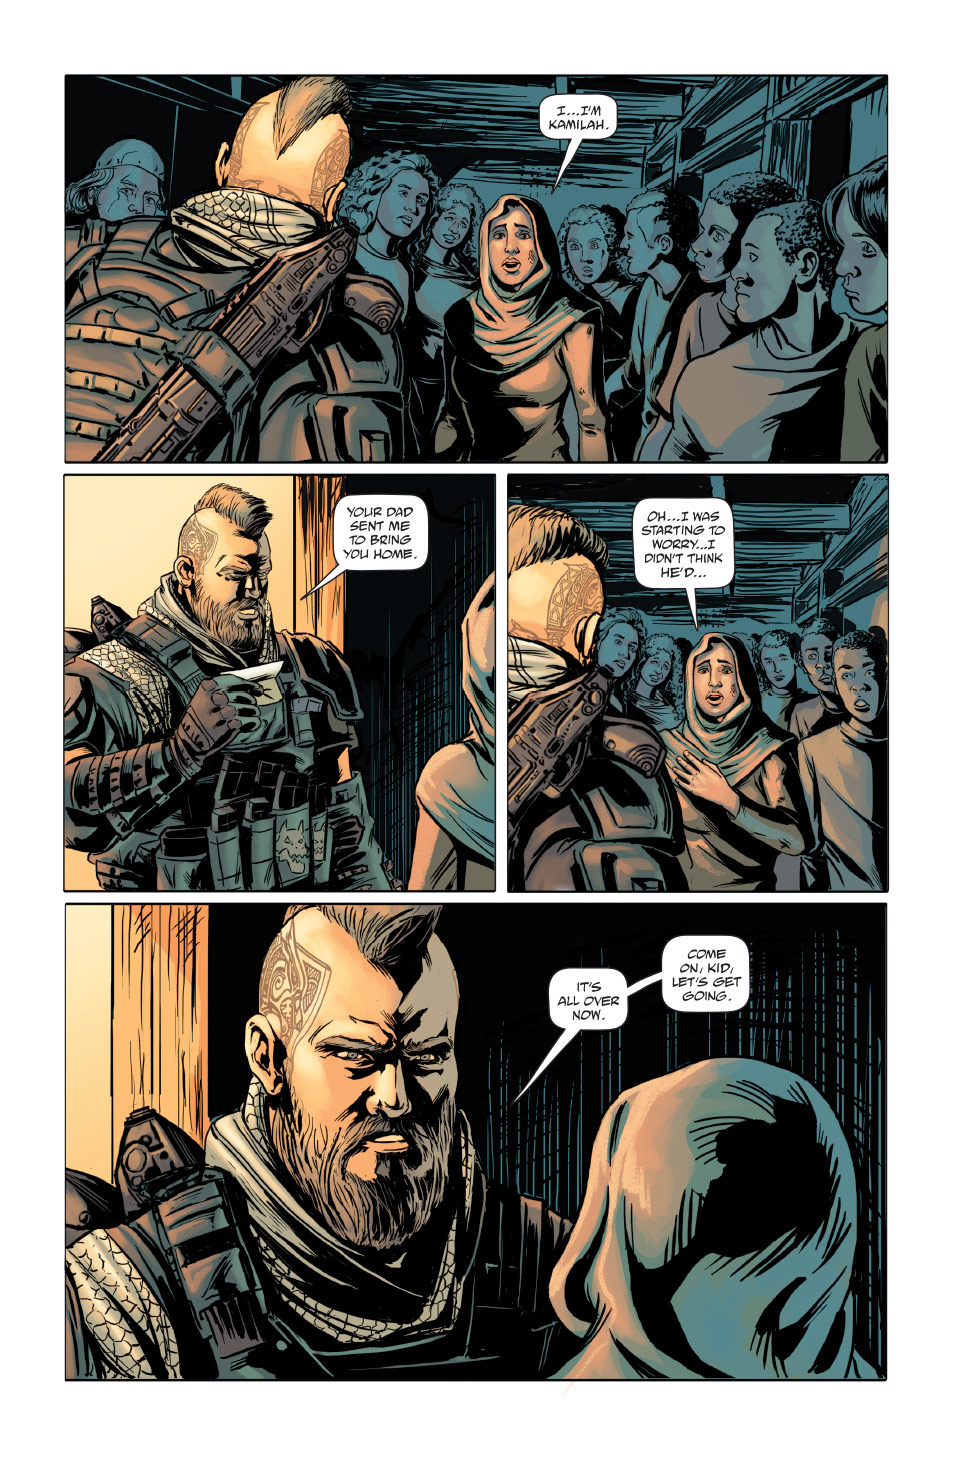 I...I'M
KAMILAH.
YOUR DAD
SENT ME
TO BRING
YOU HOME.
OH...I WAS
STARTING TO
WORRY...I
DIDN'T THINK
HE'D...
IT'S
ALL OVER
NOW.
COME
ON, KID,
LET'S GET
GOING.